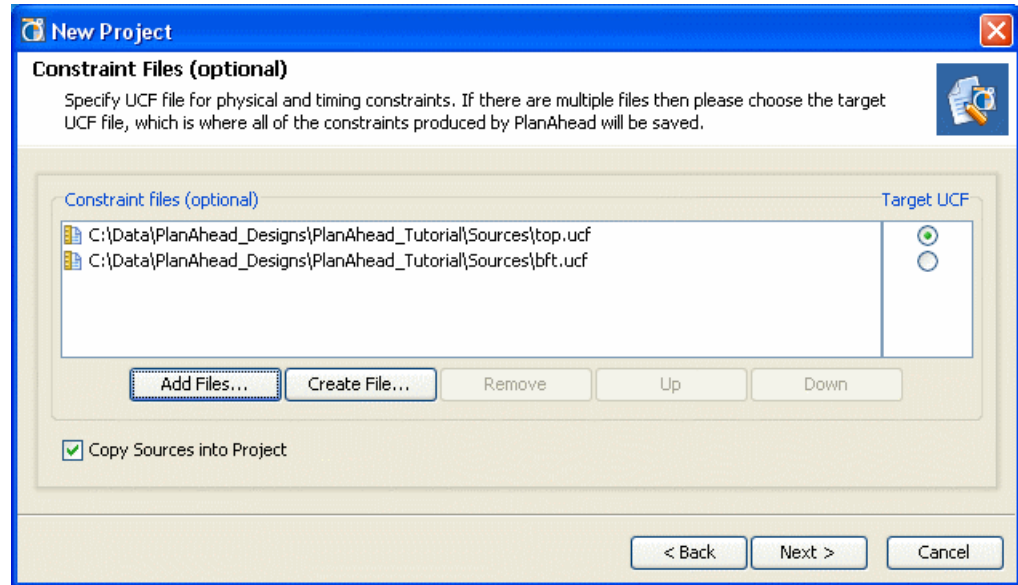 New Project
Constraint Files (optional)
Specify UCF file for physical and timing constraints. If there are multiple files then please choose the target
UCF file, which is where all of the constraints produced by PlanAhead will be saved.
Constraint files (optional)
Target UCF
C:\Data\PlanAhead_Designs\PlanAhead_Tutorial\Sources\top.ucf
C:\Data\PlanAhead_Designs\PlanAhead_Tutorial\Sources\bft.ucf
Add Files... Create File... Remove Up Down
Copy Sources into Project
< Back Next > Cancel